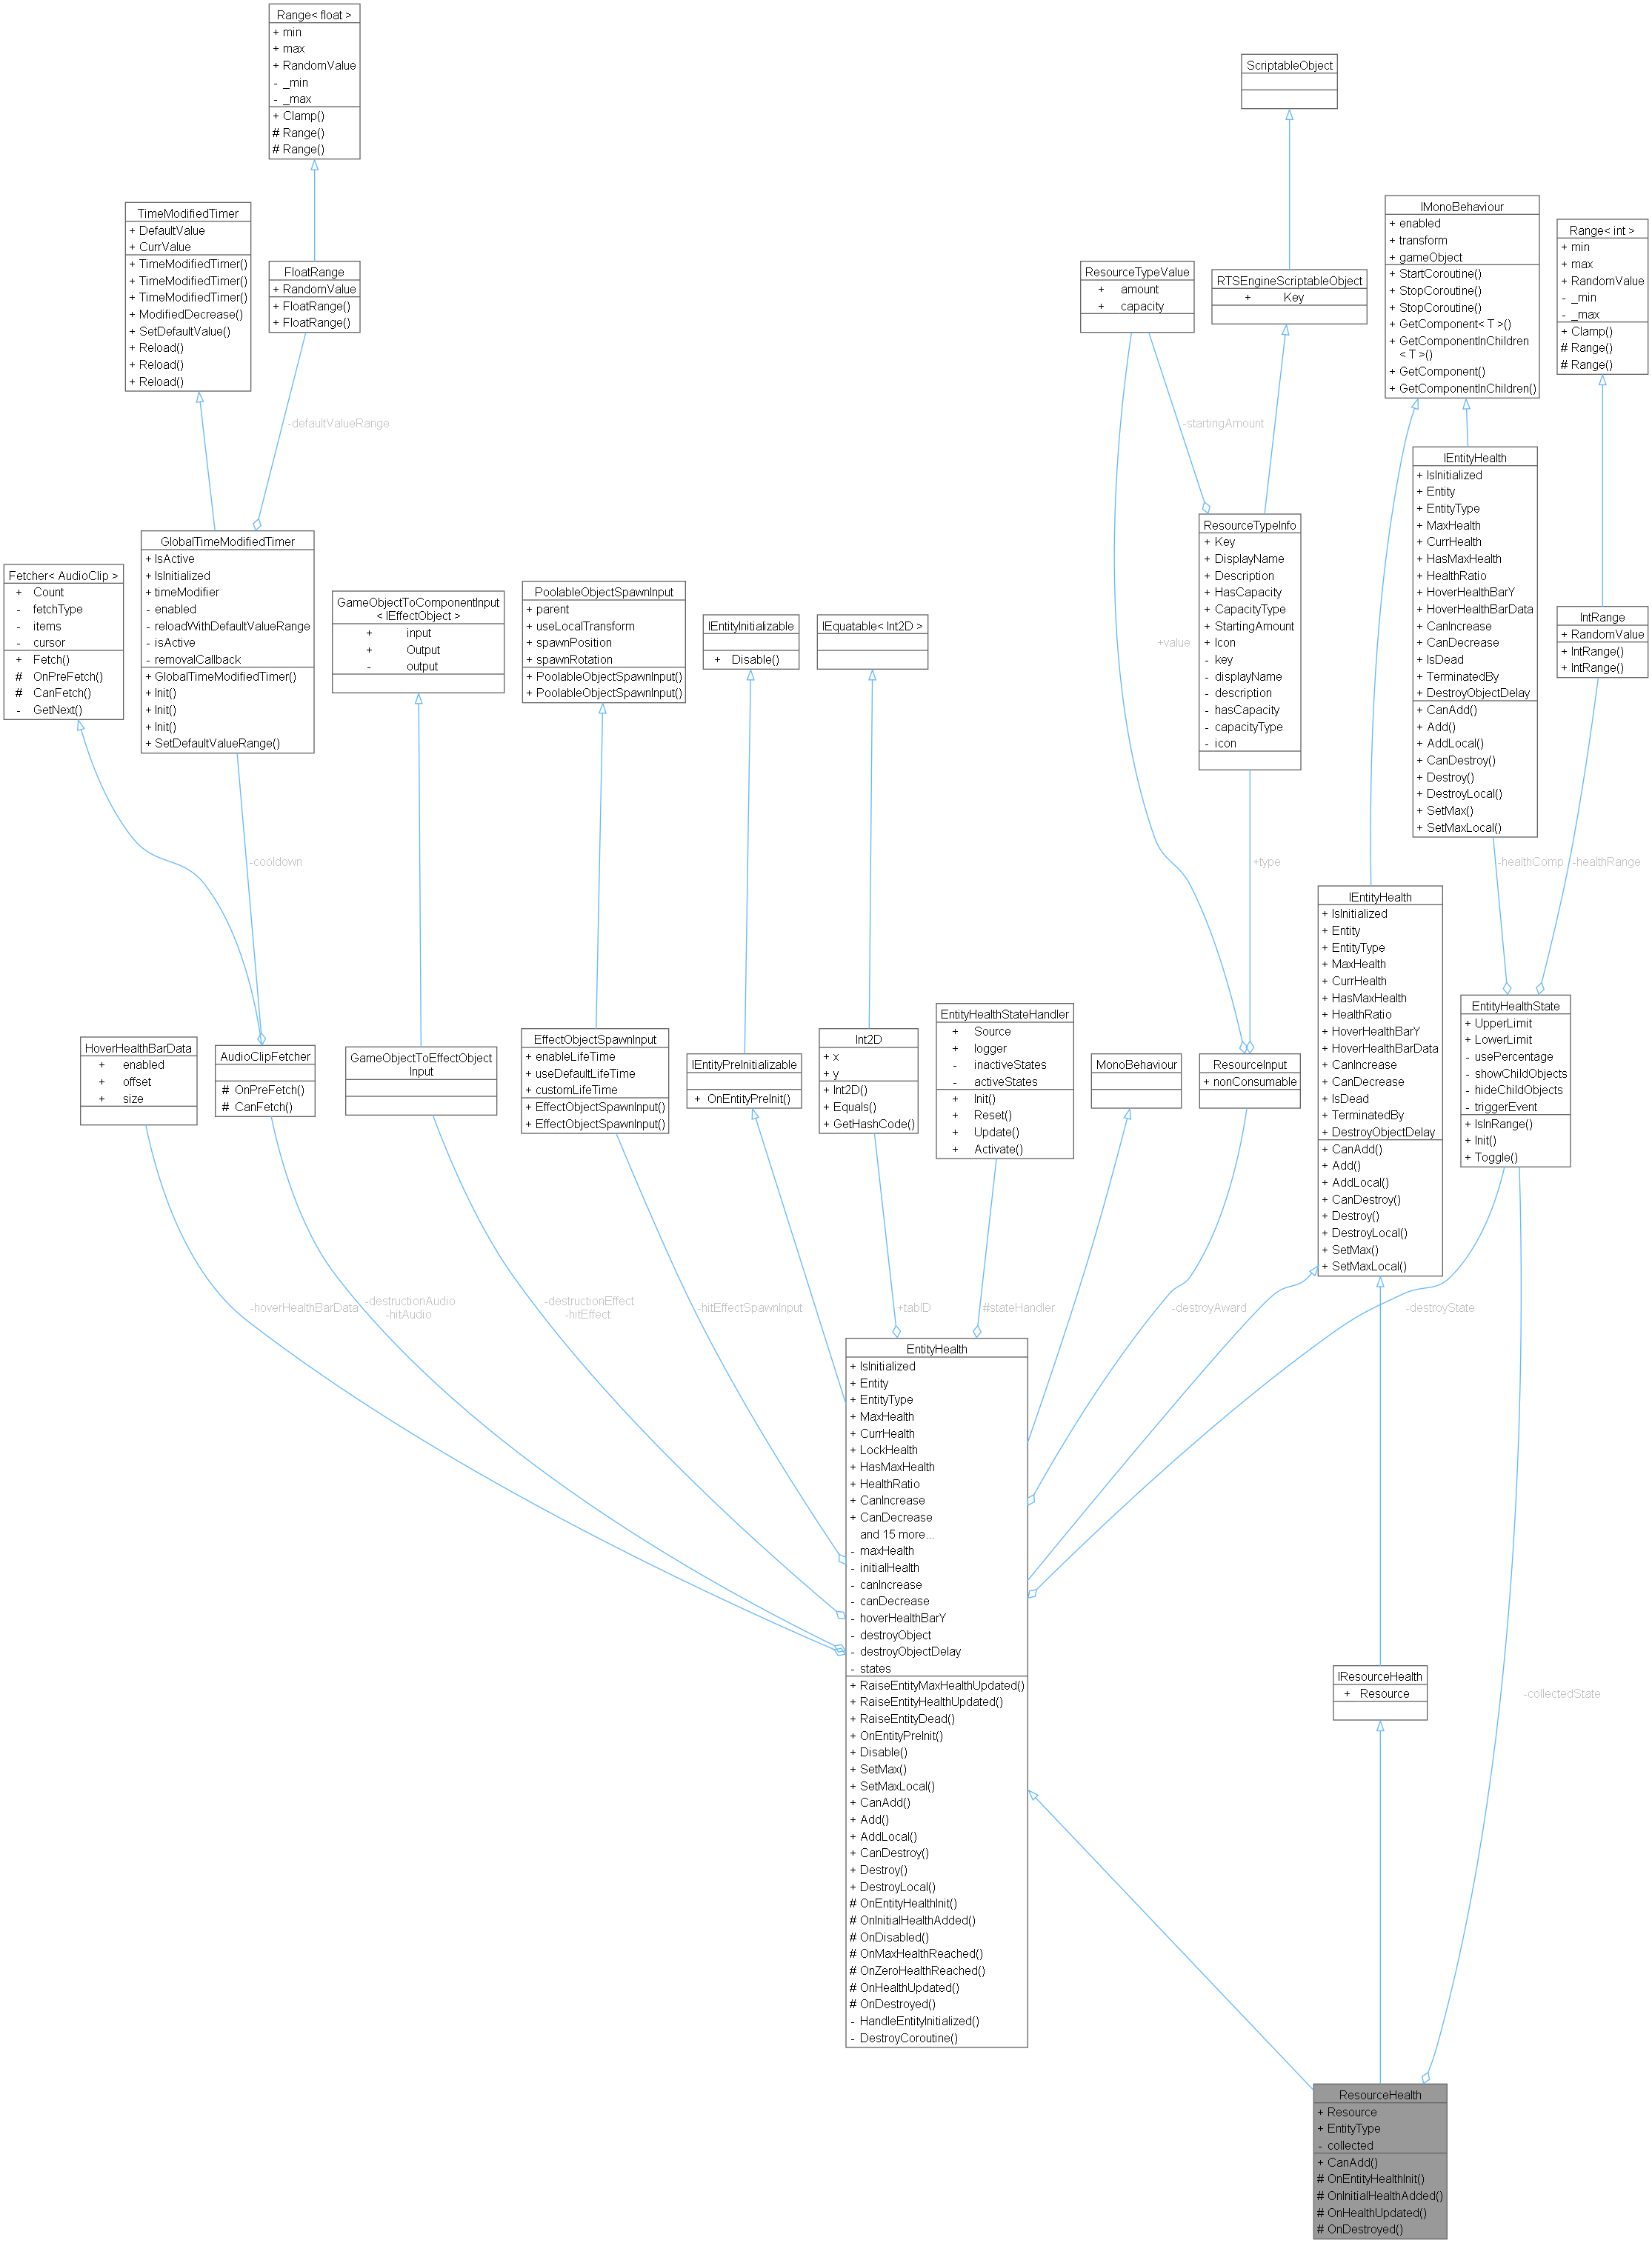 Range< float >
+ min
+ max
+ RandomValue
- _min
- _max
+ Clamp()
# Range()
# Range()
ScriptableObject
TimeModifiedTimer
+ DefaultValue
+ CurrValue
+ TimeModifiedTimer()
+ TimeModifiedTimer()
+ TimeModifiedTimer()
+ ModifiedDecrease()
+ SetDefaultValue()
+ Reload()
+ Reload()
+ Reload()
FloatRange
+ RandomValue
+ FloatRange()
+ FloatRange()
ResourceTypeValue
+ amount
+ capacity
RTSEngineScriptableObject
+ Key
IMonoBehaviour
+ enabled
+ transform
+ gameObject
+ StartCoroutine()
+ StopCoroutine()
+ StopCoroutine()
+ GetComponent< T >()
+ GetComponentInChildren
< T >()
+ GetComponent()
+ GetComponentInChildren()
Range< int >
+ min
+ max
+ RandomValue
- _min
- _max
+ Clamp()
# Range()
# Range()
-defaultValueRange
-startingAmount
IEntityHealth
+ IsInitialized
+ Entity
+ EntityType
+ MaxHealth
+ CurrHealth
+ HasMaxHealth
+ HealthRatio
+ HoverHealthBarY
+ HoverHealthBarData
+ CanIncrease
+ CanDecrease
+ IsDead
+ TerminatedBy
+ DestroyObjectDelay
+ CanAdd()
+ Add()
+ AddLocal()
+ CanDestroy()
+ Destroy()
+ DestroyLocal()
+ SetMax()
+ SetMaxLocal()
Fetcher< AudioClip >
+ Count
- fetchType
- items
- cursor
+ Fetch()
# OnPreFetch()
# CanFetch()
- GetNext()
GlobalTimeModifiedTimer
+ IsActive
+ IsInitialized
+ timeModifier
- enabled
- reloadWithDefaultValueRange
- isActive
- removalCallback
+ GlobalTimeModifiedTimer()
+ Init()
+ Init()
+ Init()
+ SetDefaultValueRange()
GameObjectToComponentInput
< IEffectObject >
+ input
+ Output
- output
PoolableObjectSpawnInput
+ parent
+ useLocalTransform
+ spawnPosition
+ spawnRotation
+ PoolableObjectSpawnInput()
+ PoolableObjectSpawnInput()
IEntityInitializable
+ Disable()
IEquatable< Int2D >
ResourceTypeInfo
+ Key
+ DisplayName
+ Description
+ HasCapacity
+ CapacityType
+ StartingAmount
+ Icon
- key
- displayName
- description
- hasCapacity
- capacityType
- icon
IntRange
+ RandomValue
+ IntRange()
+ IntRange()
+value
-cooldown
+type
-healthComp
-healthRange
IEntityHealth
+ IsInitialized
+ Entity
+ EntityType
+ MaxHealth
+ CurrHealth
+ HasMaxHealth
+ HealthRatio
+ HoverHealthBarY
+ HoverHealthBarData
+ CanIncrease
+ CanDecrease
+ IsDead
+ TerminatedBy
+ DestroyObjectDelay
+ CanAdd()
+ Add()
+ AddLocal()
+ CanDestroy()
+ Destroy()
+ DestroyLocal()
+ SetMax()
+ SetMaxLocal()
EntityHealthState
+ UpperLimit
+ LowerLimit
- usePercentage
- showChildObjects
- hideChildObjects
- triggerEvent
+ IsInRange()
+ Init()
+ Toggle()
HoverHealthBarData
+ enabled
+ offset
+ size
AudioClipFetcher
# OnPreFetch()
# CanFetch()
GameObjectToEffectObject
Input
EffectObjectSpawnInput
+ enableLifeTime
+ useDefaultLifeTime
+ customLifeTime
+ EffectObjectSpawnInput()
+ EffectObjectSpawnInput()
IEntityPreInitializable
+ OnEntityPreInit()
Int2D
+ x
+ y
+ Int2D()
+ Equals()
+ GetHashCode()
EntityHealthStateHandler
+ Source
+ logger
- inactiveStates
- activeStates
+ Init()
+ Reset()
+ Update()
+ Activate()
MonoBehaviour
ResourceInput
+ nonConsumable
-hoverHealthBarData
-destructionAudio
-hitAudio
-destructionEffect
-hitEffect
-hitEffectSpawnInput
+tabID
#stateHandler
-destroyAward
-destroyState
EntityHealth
+ IsInitialized
+ Entity
+ EntityType
+ MaxHealth
+ CurrHealth
+ LockHealth
+ HasMaxHealth
+ HealthRatio
+ CanIncrease
+ CanDecrease
and 15 more...
- maxHealth
- initialHealth
- canIncrease
- canDecrease
- hoverHealthBarY
- destroyObject
- destroyObjectDelay
- states
+ RaiseEntityMaxHealthUpdated()
+ RaiseEntityHealthUpdated()
+ RaiseEntityDead()
+ OnEntityPreInit()
+ Disable()
+ SetMax()
+ SetMaxLocal()
+ CanAdd()
+ Add()
+ AddLocal()
+ CanDestroy()
+ Destroy()
+ DestroyLocal()
# OnEntityHealthInit()
# OnInitialHealthAdded()
# OnDisabled()
# OnMaxHealthReached()
# OnZeroHealthReached()
# OnHealthUpdated()
# OnDestroyed()
- HandleEntityInitialized()
- DestroyCoroutine()
IResourceHealth
+ Resource
-collectedState
ResourceHealth
+ Resource
+ EntityType
- collected
+ CanAdd()
# OnEntityHealthInit()
# OnInitialHealthAdded()
# OnHealthUpdated()
# OnDestroyed()